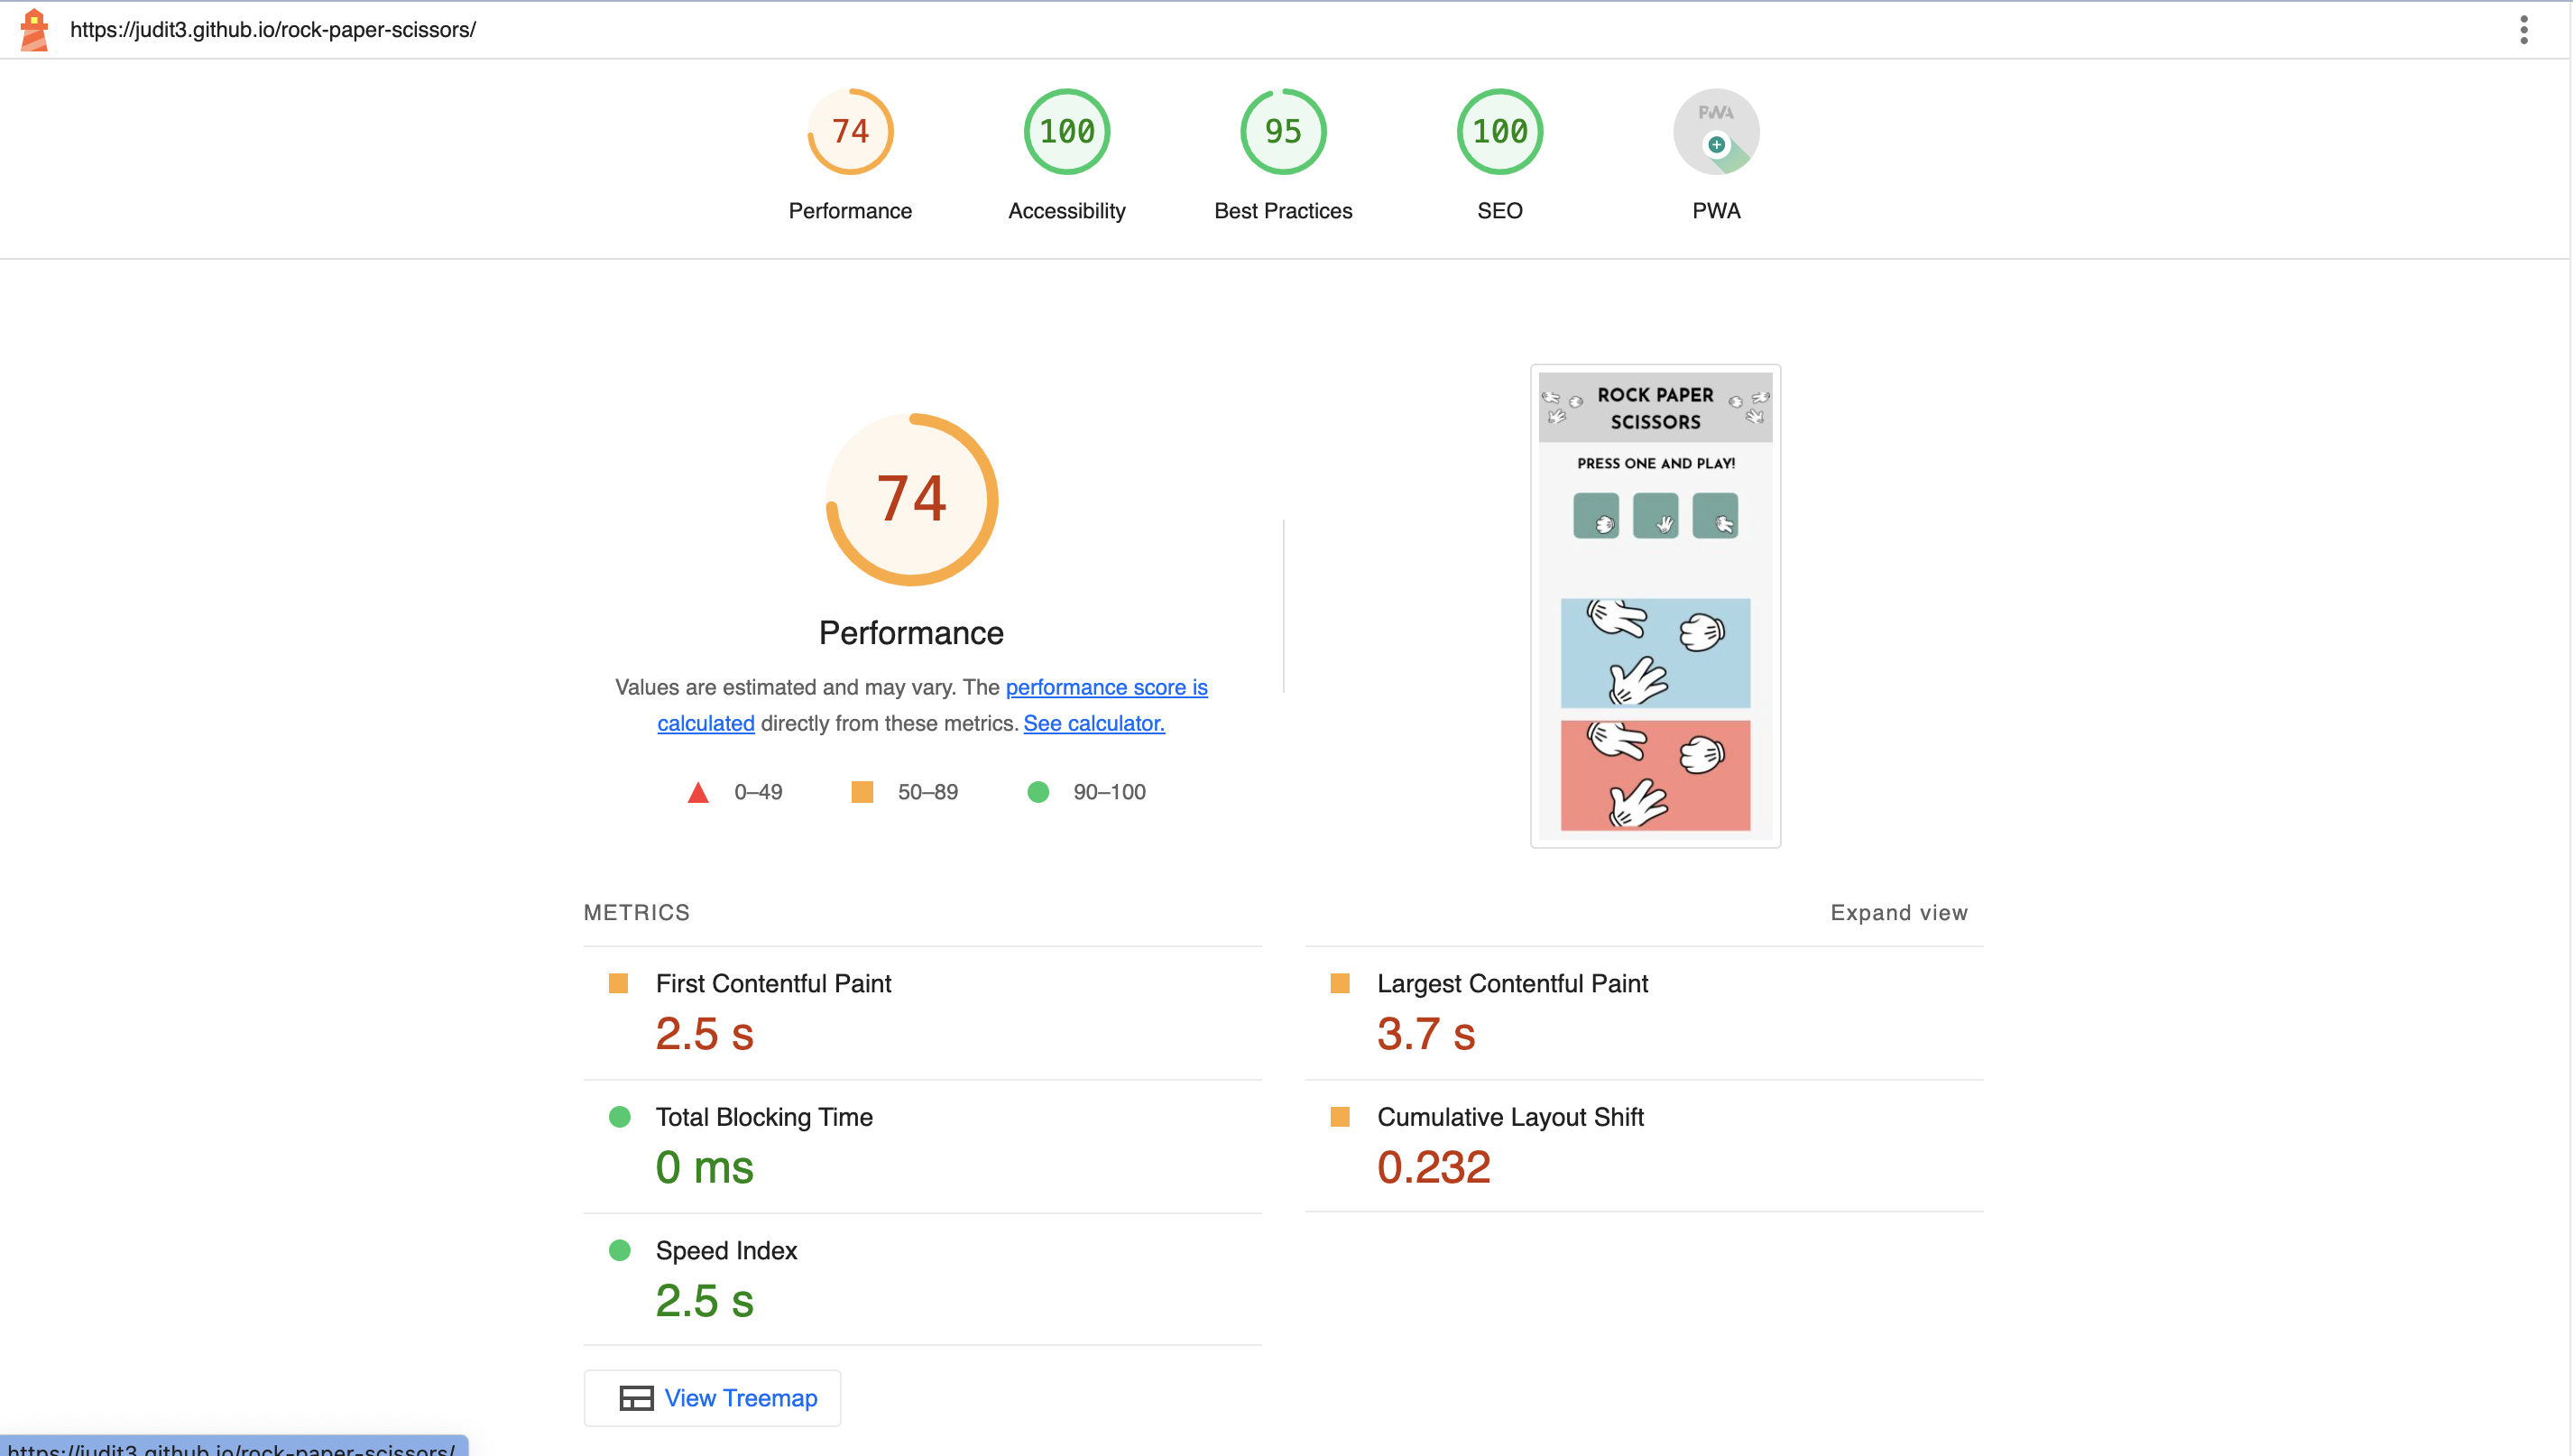 https://judit3.github.io/rock-paper-scissors/
74
100
95
100
PWA
Performance
Accessibility
Best Practices
SEO
PWA
74
Performance
Values are estimated and may vary. The performance score is
calculated directly from these metrics. See calculator.
0–49
50–89
90–100
ROCK PAPER
SCISSORS
PRESS ONE AND PLAY!
METRICS
Expand view
First Contentful Paint
2.5 s
Largest Contentful Paint
3.7 s
Total Blocking Time
0 ms
Cumulative Layout Shift
0.232
Speed Index
2.5 s
View Treemap
https://judit3.github.io/rock-paper-scissors/